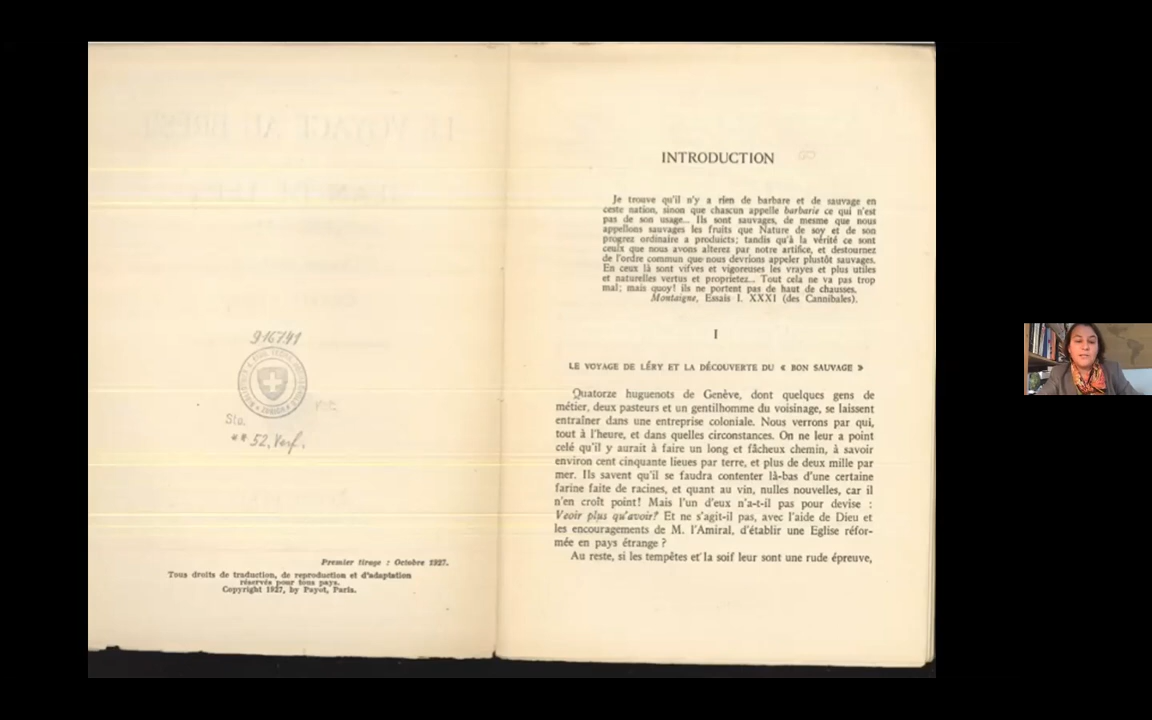 916791
Sto.
** 52, Verf.
Premier tirage : Octobre 1927.
Tous droits de traduction, de reproduction et d'adaptation
réservés pour tous pays.
Copyright 1927, by Payot, Paris.
INTRODUCTION
Je trouve qu'il n'y a rien de barbare et de sauvage en
ceste nation, sinon que chascun appelle barbarie ce qui n'est
pas de son usage... Ils sont sauvages, de mesme que nous
appellons sauvages les fruits que Nature de soy et de son
progrez ordinaire a produicts; tandis qu'à la vérité ce sont
ceulx que nous avons alterez par notre artifice, et destournez
de l'ordre commun que nous devrions appeler plustôt sauvages.
En ceux là sont vifves et vigoreuses les vrayes et plus utiles
et naturelles vertus et proprietez... Tout cela ne va pas trop
mal; mais quoy! ils ne portent pas de haut de chausses.
Montaigne, Essais I. XXXI (des Cannibales).
I
LE VOYAGE DE LÉRY ET LA DÉCOUVERTE DU « BON SAUVAGE »
Quatorze huguenots de Genève, dont quelques gens de
métier, deux pasteurs et un gentilhomme du voisinage, se laissent
entraîner dans une entreprise coloniale. Nous verrons par qui,
tout à l'heure, et dans quelles circonstances. On ne leur a point
celé qu'il y aurait à faire un long et fâcheux chemin, à savoir
environ cent cinquante lieues par terre, et plus de deux mille par
mer. Ils savent qu'il se faudra contenter là-bas d'une certaine
farine faite de racines, et quant au vin, nulles nouvelles, car il
n'en croît point! Mais l'un d'eux n'a-t-il pas pour devise :
Veoir plus qu'avoir? Et ne s'agit-il pas, avec l'aide de Dieu et
les encouragements de M. l'Amiral, d'établir une Eglise réfor-
mée en pays étrange ?
Au reste, si les tempêtes et la soif leur sont une rude épreuve,